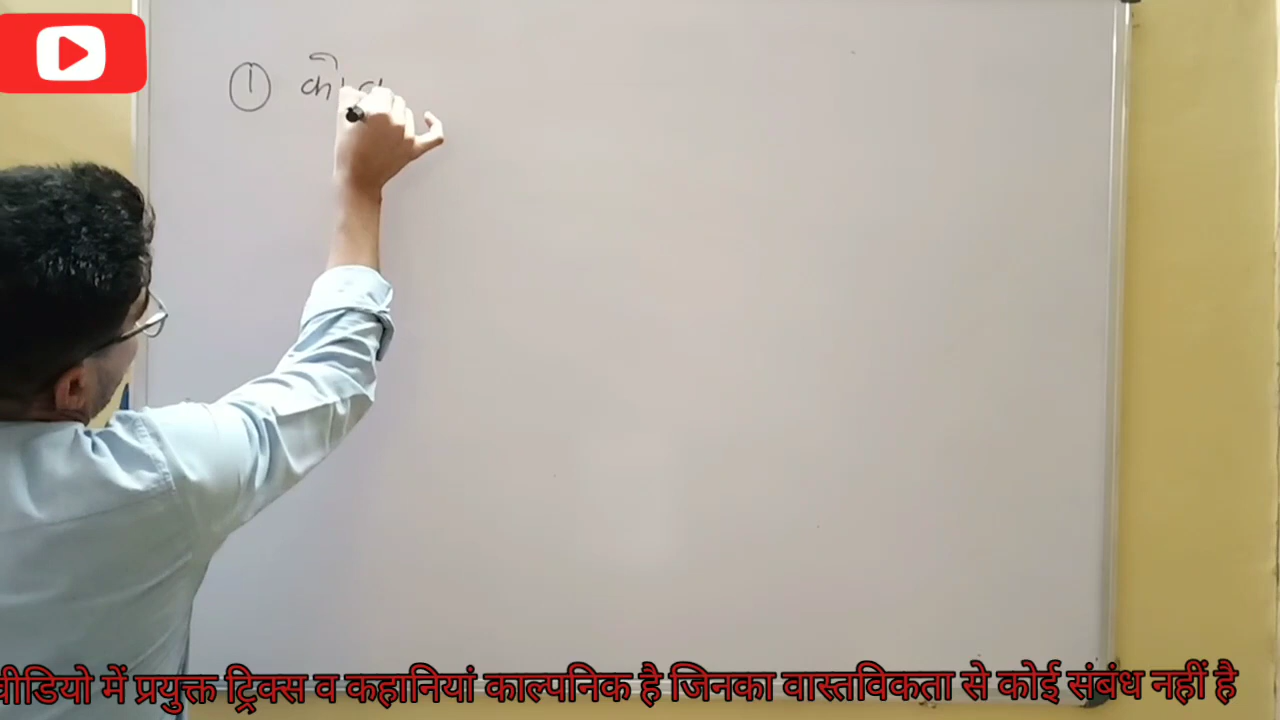 ①
वीडियो में प्रयुक्त ट्रिक्स व कहानियां काल्पनिक है जिनका वास्तविकता से कोई संबंध नहीं है